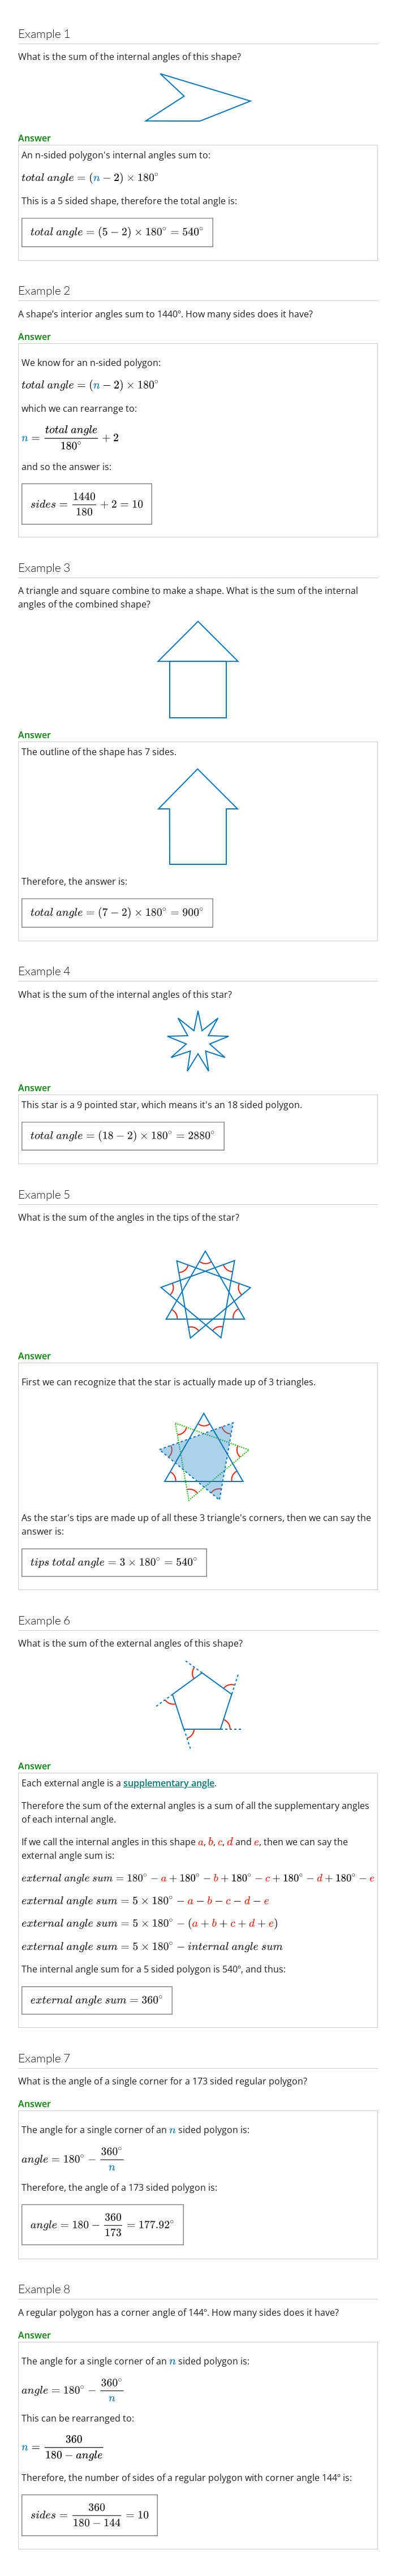 Example 1
What is the sum of the internal angles of this shape?
Answer
An n-sided polygon's internal angles sum to:
total angle = (n − 2) × 180°
This is a 5 sided shape, therefore the total angle is:
total angle = (5 − 2) × 180° = 540°
Example 2
A shape's interior angles sum to 1440º. How many sides does it have?
Answer
We know for an n-sided polygon:
total angle = (n − 2) × 180°
which we can rearrange to:
n = total angle / 180° + 2
and so the answer is:
sides = 1440 / 180 + 2 = 10
Example 3
A triangle and square combine to make a shape. What is the sum of the internal
angles of the combined shape?
Answer
The outline of the shape has 7 sides.
Therefore, the answer is:
total angle = (7 − 2) × 180° = 900°
Example 4
What is the sum of the internal angles of this star?
Answer
This star is a 9 pointed star, which means it's an 18 sided polygon.
total angle = (18 − 2) × 180° = 2880°
Example 5
What is the sum of the angles in the tips of the star?
Answer
First we can recognize that the star is actually made up of 3 triangles.
As the star's tips are made up of all these 3 triangle's corners, then we can say the
answer is:
tips total angle = 3 × 180° = 540°
Example 6
What is the sum of the external angles of this shape?
Answer
Each external angle is a supplementary angle.
Therefore the sum of the external angles is a sum of all the supplementary angles
of each internal angle.
If we call the internal angles in this shape a, b, c, d and e, then we can say the
external angle sum is:
external angle sum = 180° − a + 180° − b + 180° − c + 180° − d + 180° − e
external angle sum = 5 × 180° − a − b − c − d − e
external angle sum = 5 × 180° − (a + b + c + d + e)
external angle sum = 5 × 180° − internal angle sum
The internal angle sum for a 5 sided polygon is 540º, and thus:
external angle sum = 360°
Example 7
What is the angle of a single corner for a 173 sided regular polygon?
Answer
The angle for a single corner of an n sided polygon is:
angle = 180° − 360° / n
Therefore, the angle of a 173 sided polygon is:
angle = 180 − 360 / 173 = 177.92°
Example 8
A regular polygon has a corner angle of 144º. How many sides does it have?
Answer
The angle for a single corner of an n sided polygon is:
angle = 180° − 360° / n
This can be rearranged to:
n = 360 / 180 − angle
Therefore, the number of sides of a regular polygon with corner angle 144º is:
sides = 360 / 180 − 144 = 10